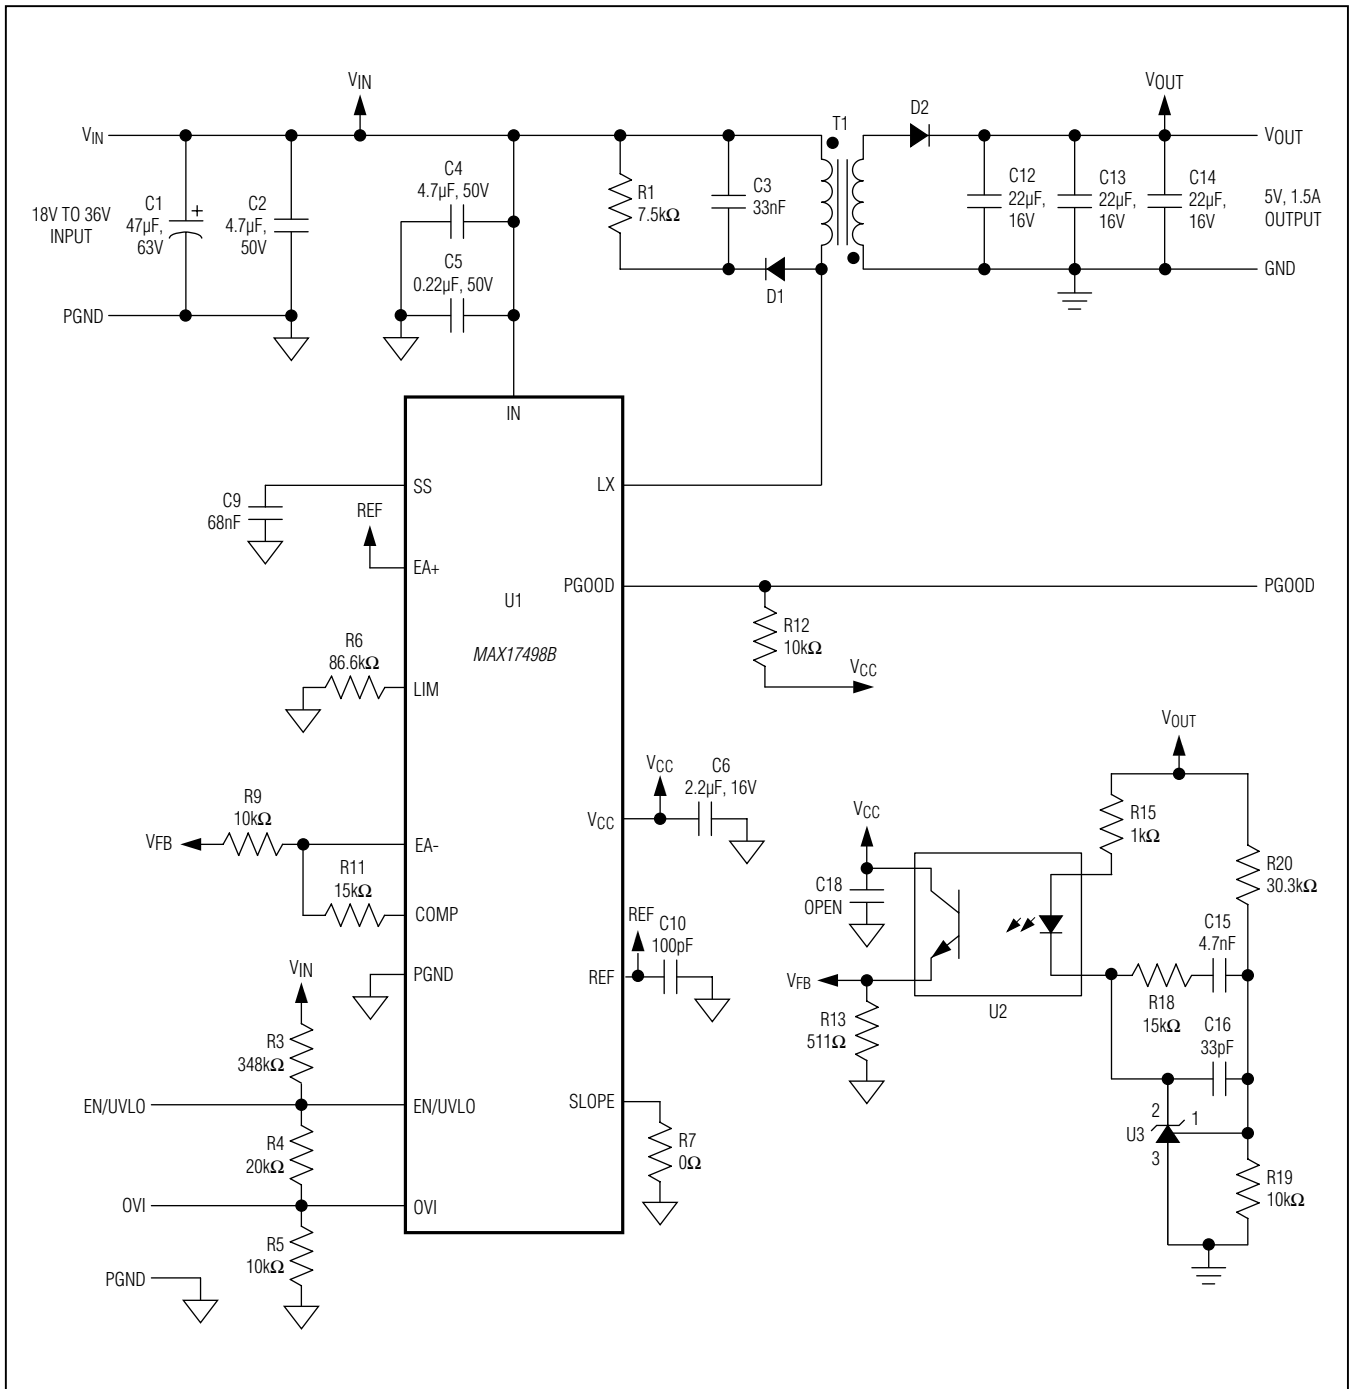 VIN
VOUT
D2
T1
VIN
VOUT
C1
47µF,
63V
C2
4.7µF,
50V
C4
4.7µF, 50V
R1
7.5kΩ
C3
33nF
C12
22µF,
16V
C13
22µF,
16V
C14
22µF,
16V
18V TO 36V
INPUT
5V, 1.5A
OUTPUT
C5
0.22µF, 50V
D1
GND
PGND
IN
SS
LX
C9
68nF
REF
EA+
PGOOD
PGOOD
U1
MAX17498B
R12
10kΩ
VCC
R6
86.6kΩ
LIM
VOUT
VCC
C6
2.2µF, 16V
VCC
R9
10kΩ
VFB
EA-
VCC
R15
1kΩ
R20
30.3kΩ
R11
15kΩ
COMP
C18
OPEN
REF
C10
100pF
C15
4.7nF
VIN
PGND
REF
VFB
U2
R18
15kΩ
R13
511Ω
C16
33pF
R3
348kΩ
EN/UVLO
EN/UVLO
SLOPE
2
1
U3
3
R4
20kΩ
R7
0Ω
R19
10kΩ
OVI
OVI
R5
10kΩ
PGND